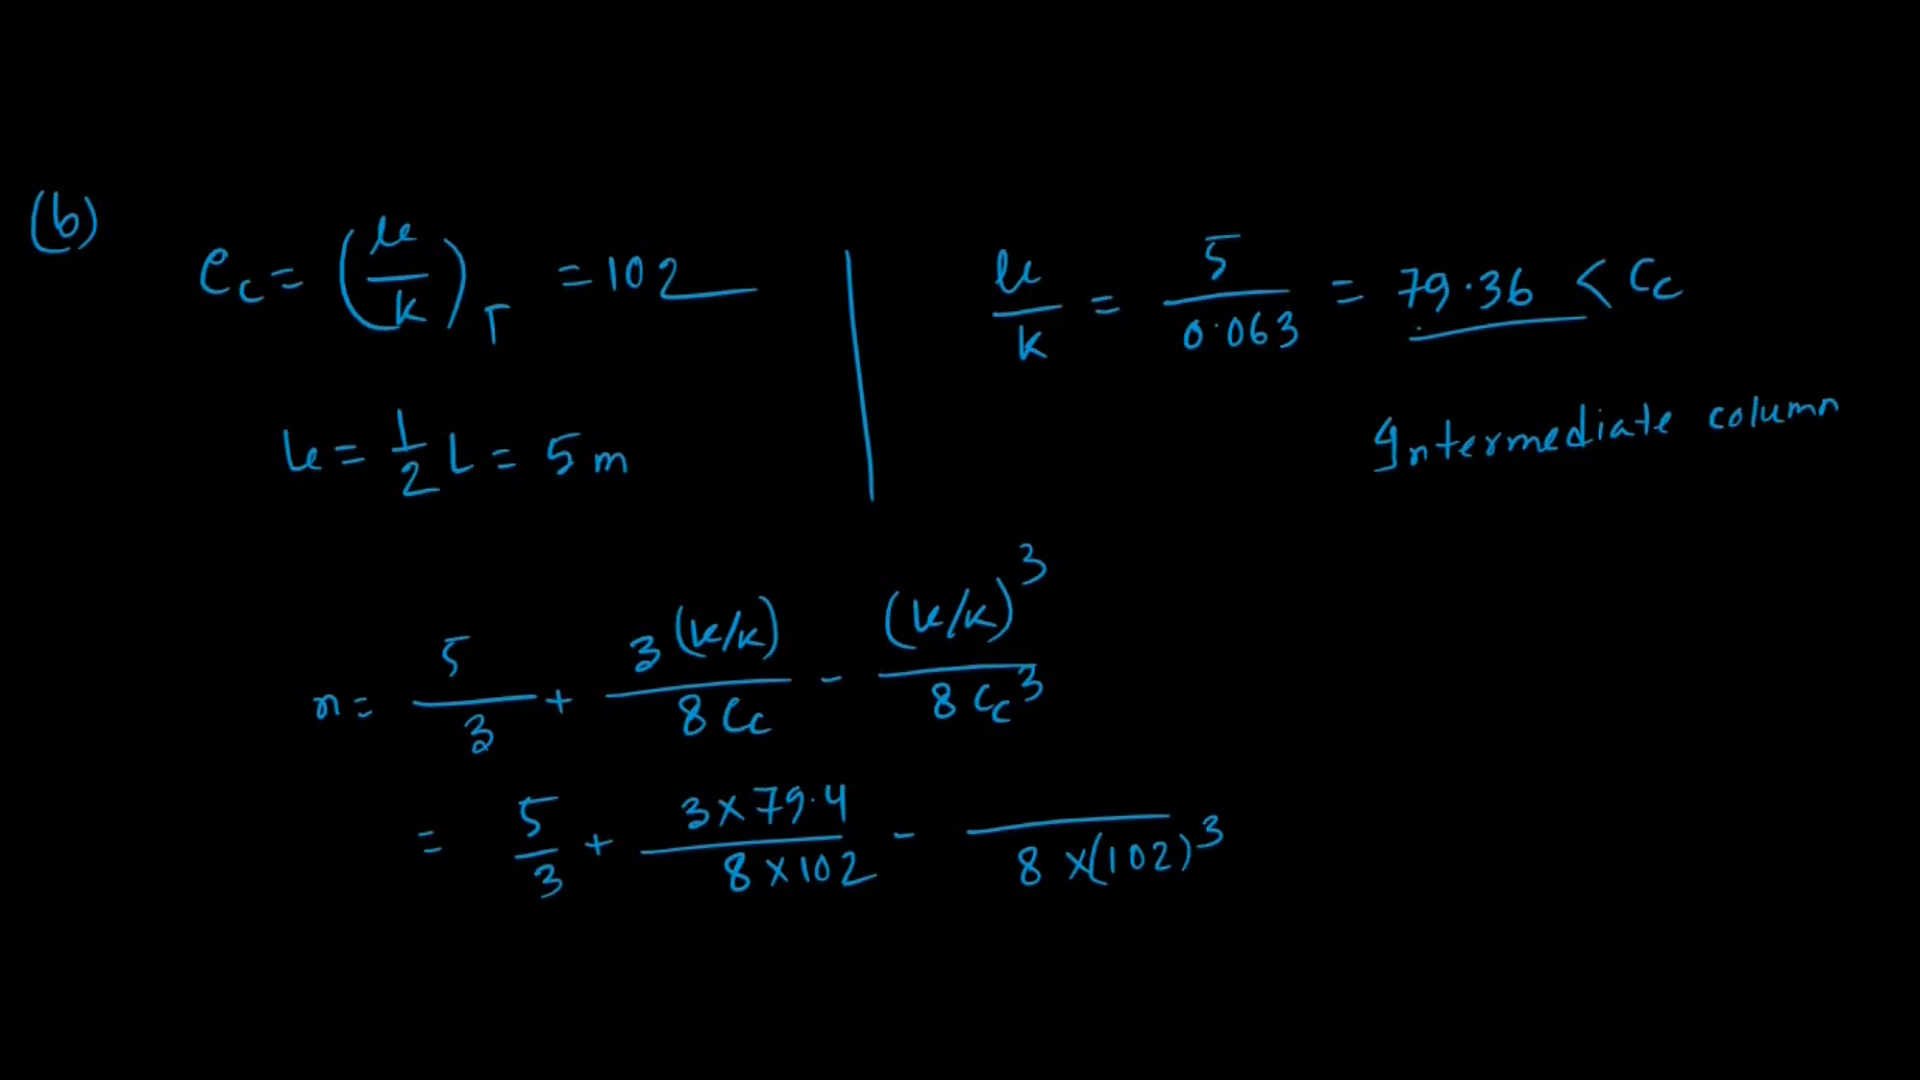 (b)
Cc = (le/k)T = 102
le/k = 5/0.063 = 79.36 < Cc
Intermediate column
le = 1/2 L = 5 m
n = 5/3 + 3(le/k)/8Cc - (le/k)^3/8Cc^3
= 5/3 + 3×79.4/8×102 - /8×(102)^3